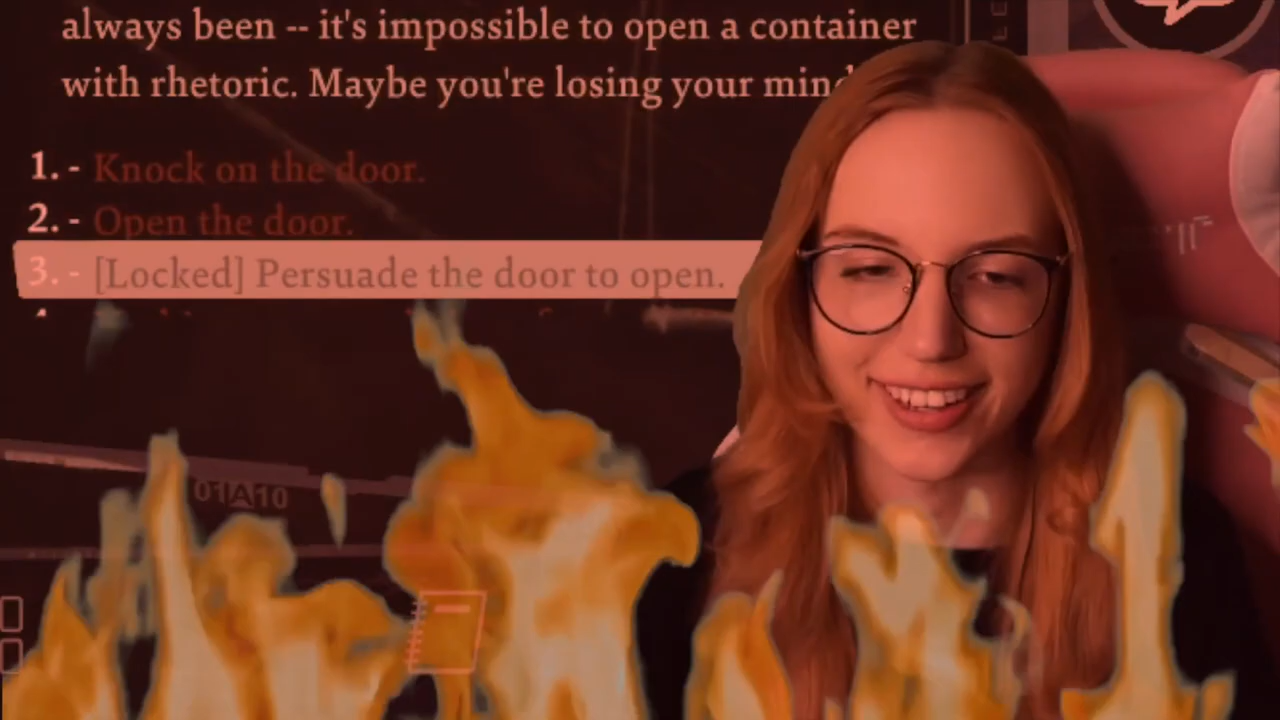 always been -- it's impossible to open a container
with rhetoric. Maybe you're losing your mind
1. - Knock on the door.
2. - Open the door.
3. - [Locked] Persuade the door to open.
01A10